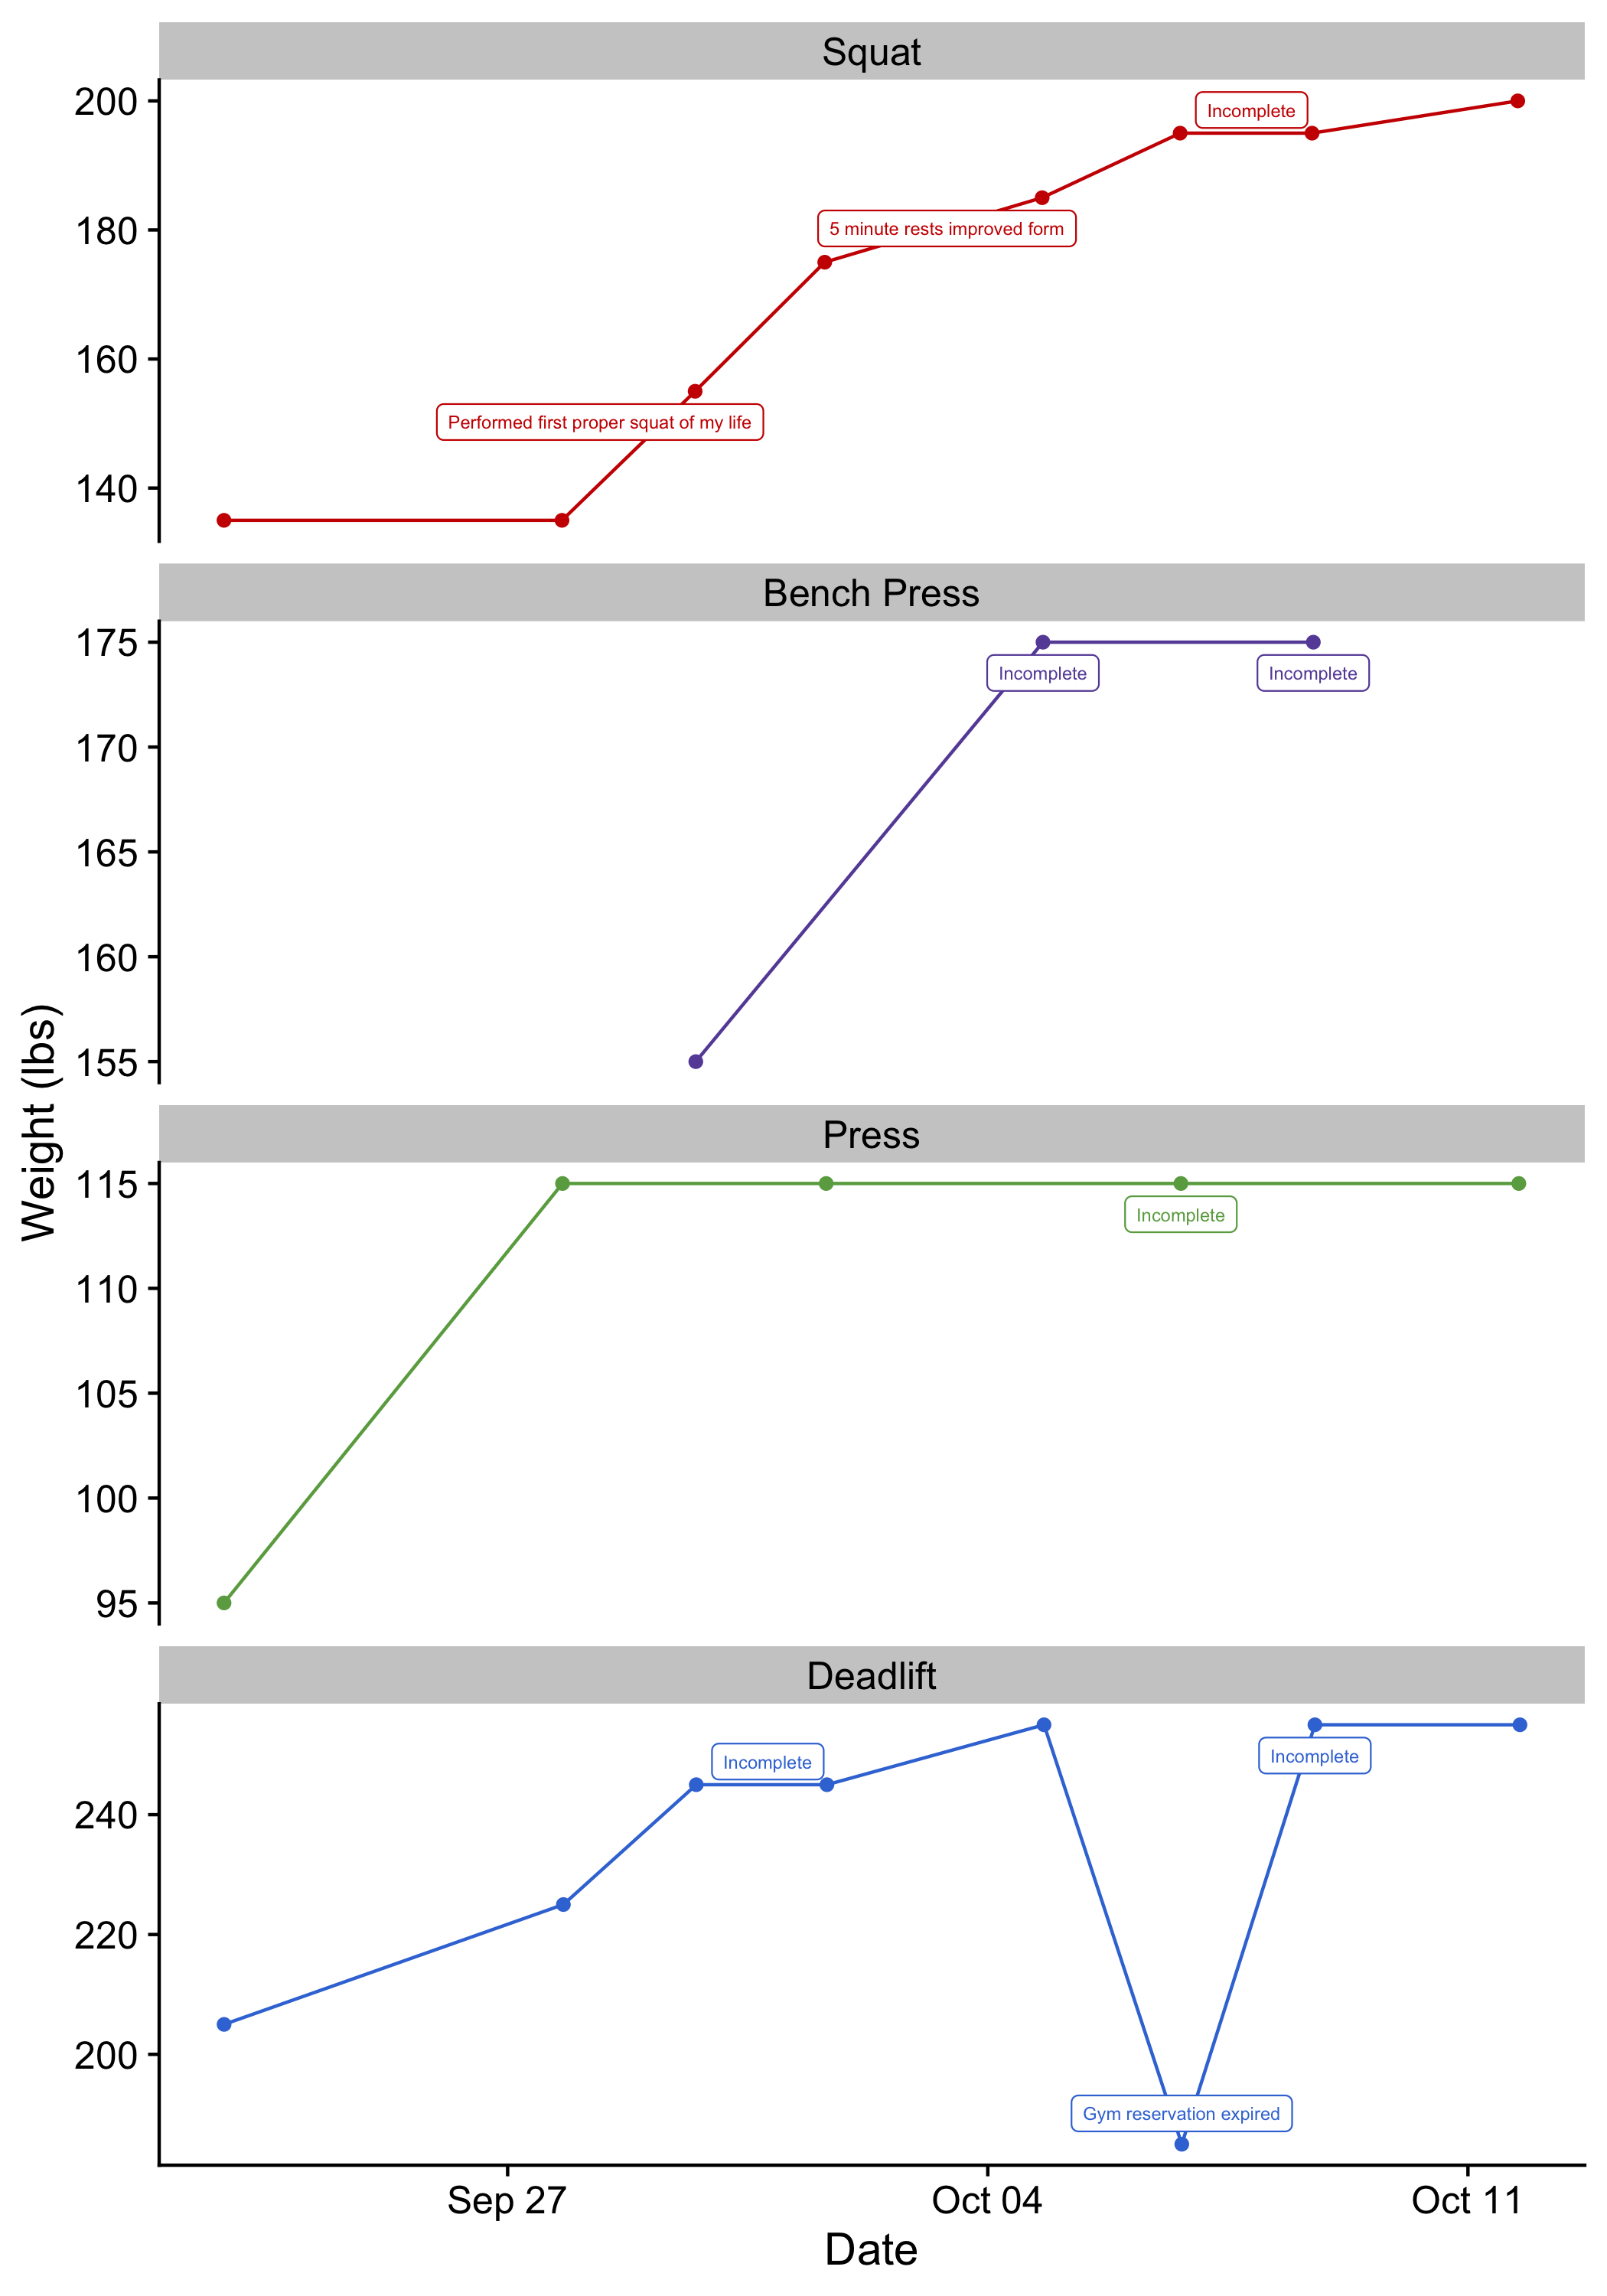 Squat
200
180
160
140
Incomplete
5 minute rests improved form
Performed first proper squat of my life
Bench Press
175
170
165
160
155
Incomplete
Incomplete
Weight (lbs)
Press
115
110
105
100
95
Incomplete
Deadlift
240
220
200
Incomplete
Incomplete
Gym reservation expired
Sep 27
Oct 04
Oct 11
Date